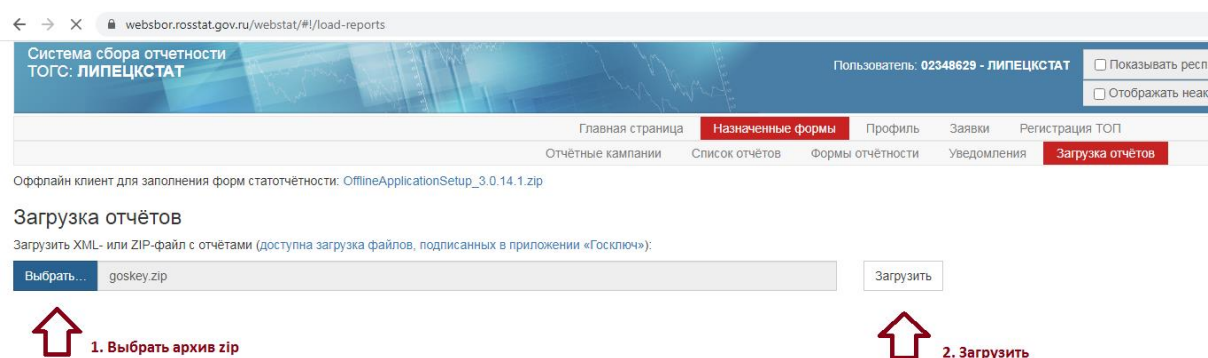 websbor.rosstat.gov.ru/webstat/#!/load-reports
Система сбора отчетности
ТОГС: ЛИПЕЦКСТАТ
Пользователь: 02348629 - ЛИПЕЦКСТАТ
Показывать респ
Отображать неак
Главная страница Назначенные формы Профиль Заявки Регистрация ТОП
Отчётные кампании Список отчётов Формы отчётности Уведомления Загрузка отчётов
Оффлайн клиент для заполнения форм статотчётности: OfflineApplicationSetup_3.0.14.1.zip
Загрузка отчётов
Загрузить XML- или ZIP-файл с отчётами (доступна загрузка файлов, подписанных в приложении «Госключ»):
Выбрать... goskey.zip Загрузить
1. Выбрать архив zip 2. Загрузить